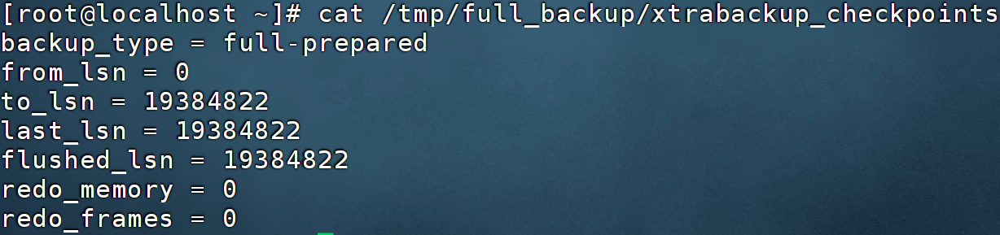 [root@localhost ~]# cat /tmp/full_backup/xtrabackup_checkpoints
backup_type = full-prepared
from_lsn = 0
to_lsn = 19384822
last_lsn = 19384822
flushed_lsn = 19384822
redo_memory = 0
redo_frames = 0